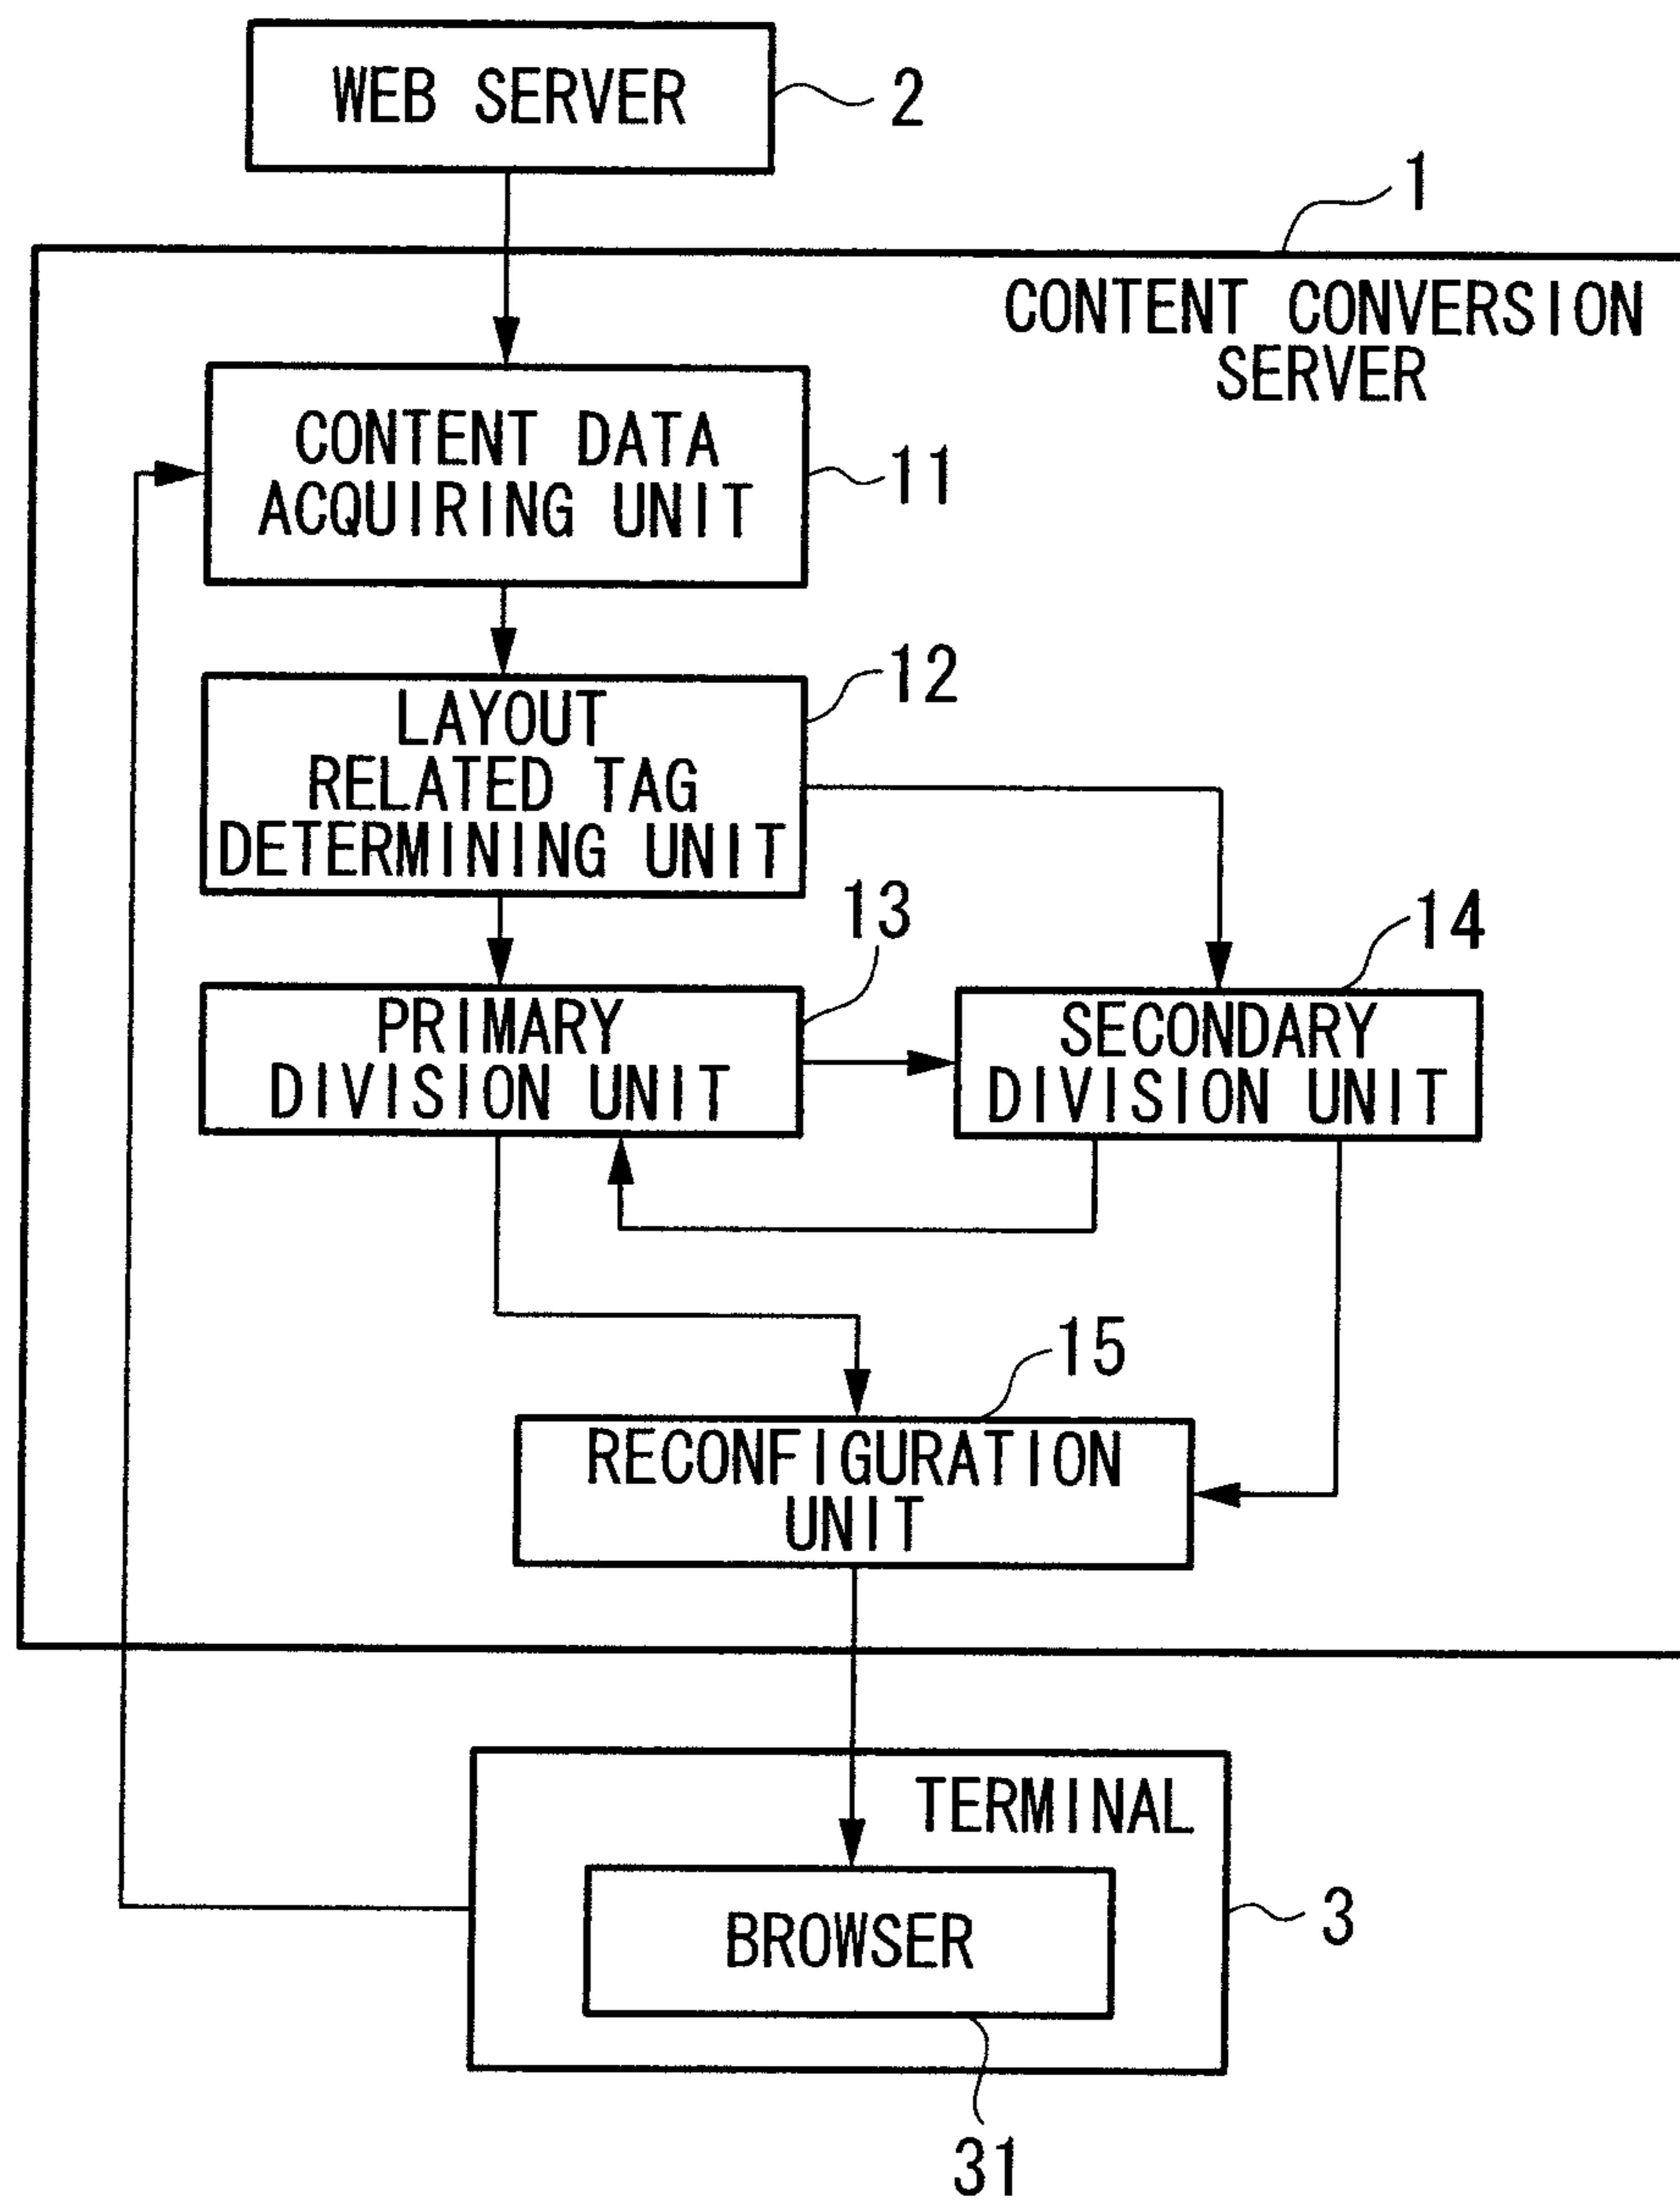 WEB SERVER
2
1
CONTENT CONVERSION
SERVER
CONTENT DATA
ACQUIRING UNIT
11
LAYOUT
RELATED TAG
DETERMINING UNIT
12
13
PRIMARY
DIVISION UNIT
14
SECONDARY
DIVISION UNIT
15
RECONFIGURATION
UNIT
TERMINAL
BROWSER
3
31